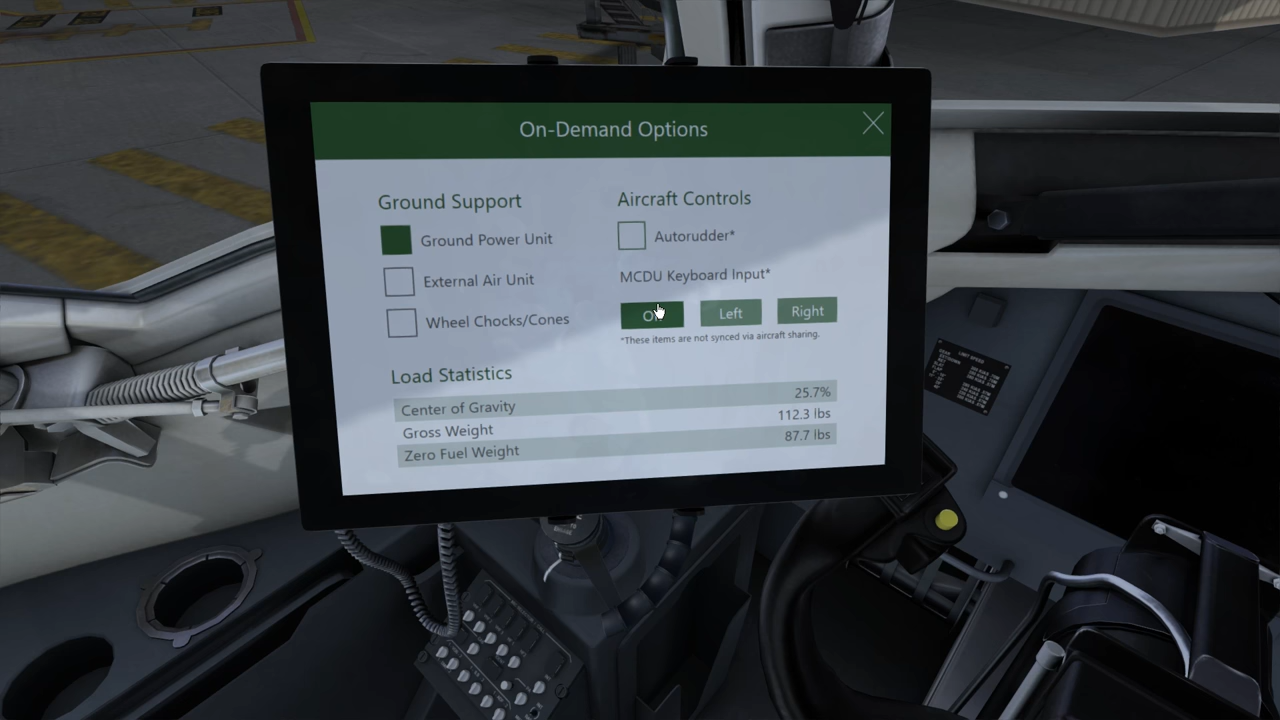 On-Demand Options
Ground Support
Ground Power Unit
External Air Unit
Wheel Chocks/Cones
Aircraft Controls
Autorudder*
MCDU Keyboard Input*
Left
Right
*These items are not synced via aircraft sharing.
Load Statistics
Center of Gravity 25.7%
Gross Weight 112.3 lbs
Zero Fuel Weight 87.7 lbs